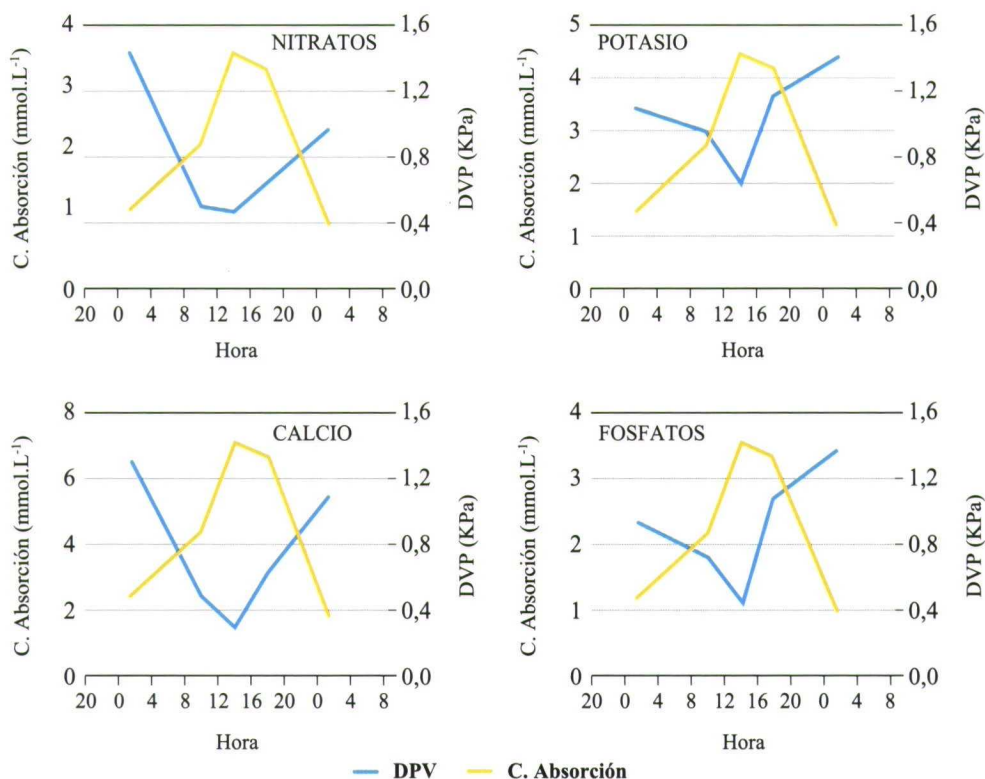 NITRATOS
C. Absorción (mmol.L⁻¹)
4
3
2
1
0
DVP (KPa)
1,6
1,2
0,8
0,4
0,0
20 0 4 8 12 16 20 0 4 8
Hora
POTASIO
C. Absorción (mmol.L⁻¹)
5
4
3
2
1
0
DVP (KPa)
1,6
1,2
0,8
0,4
0,0
20 0 4 8 12 14 16 20 0 4 8
Hora
CALCIO
C. Absorción (mmol.L⁻¹)
8
6
4
2
0
DVP (KPa)
1,6
1,2
0,8
0,4
0,0
20 0 4 8 12 16 20 0 4 8
Hora
FOSFATOS
C. Absorción (mmol.L⁻¹)
4
3
2
1
0
DVP (KPa)
1,6
1,2
0,8
0,4
0,0
20 0 4 8 12 16 20 0 4 8
Hora
DPV C. Absorción